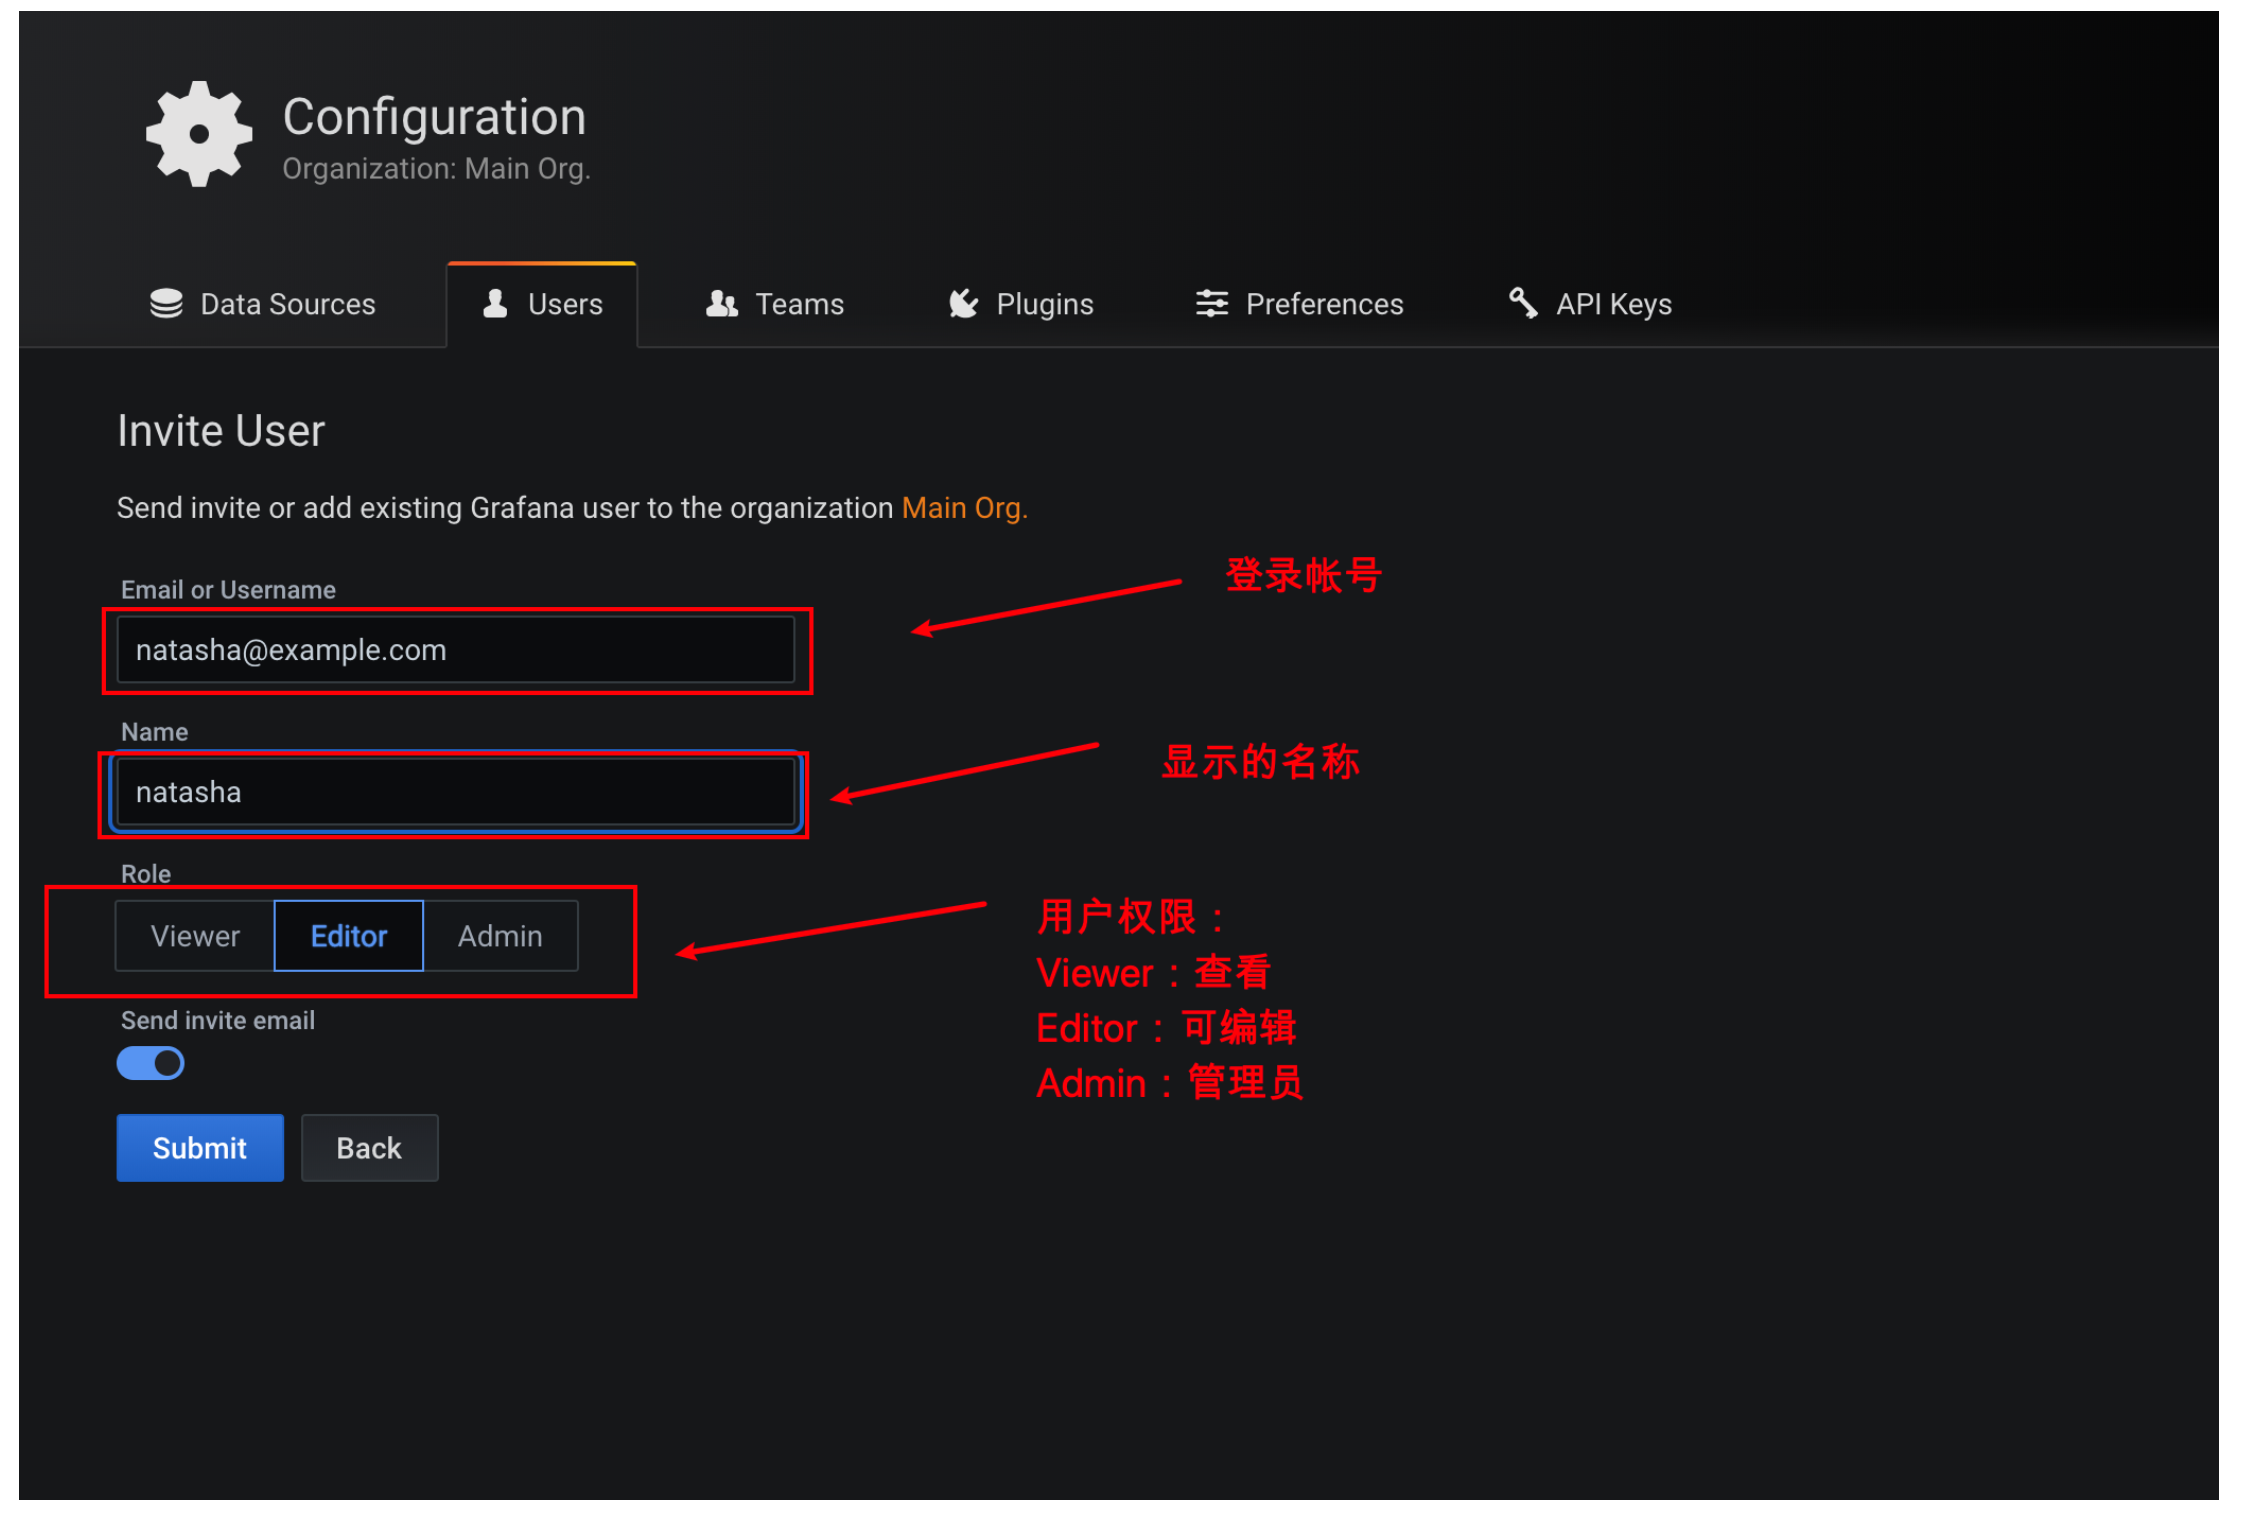 Configuration
Organization: Main Org.
Data Sources Users Teams Plugins Preferences API Keys
Invite User
Send invite or add existing Grafana user to the organization Main Org.
登录帐号
Email or Username
natasha@example.com
Name
显示的名称
natasha
Role
用户权限：
Viewer Editor Admin
Viewer：查看
Editor：可编辑
Admin：管理员
Send invite email
Submit Back